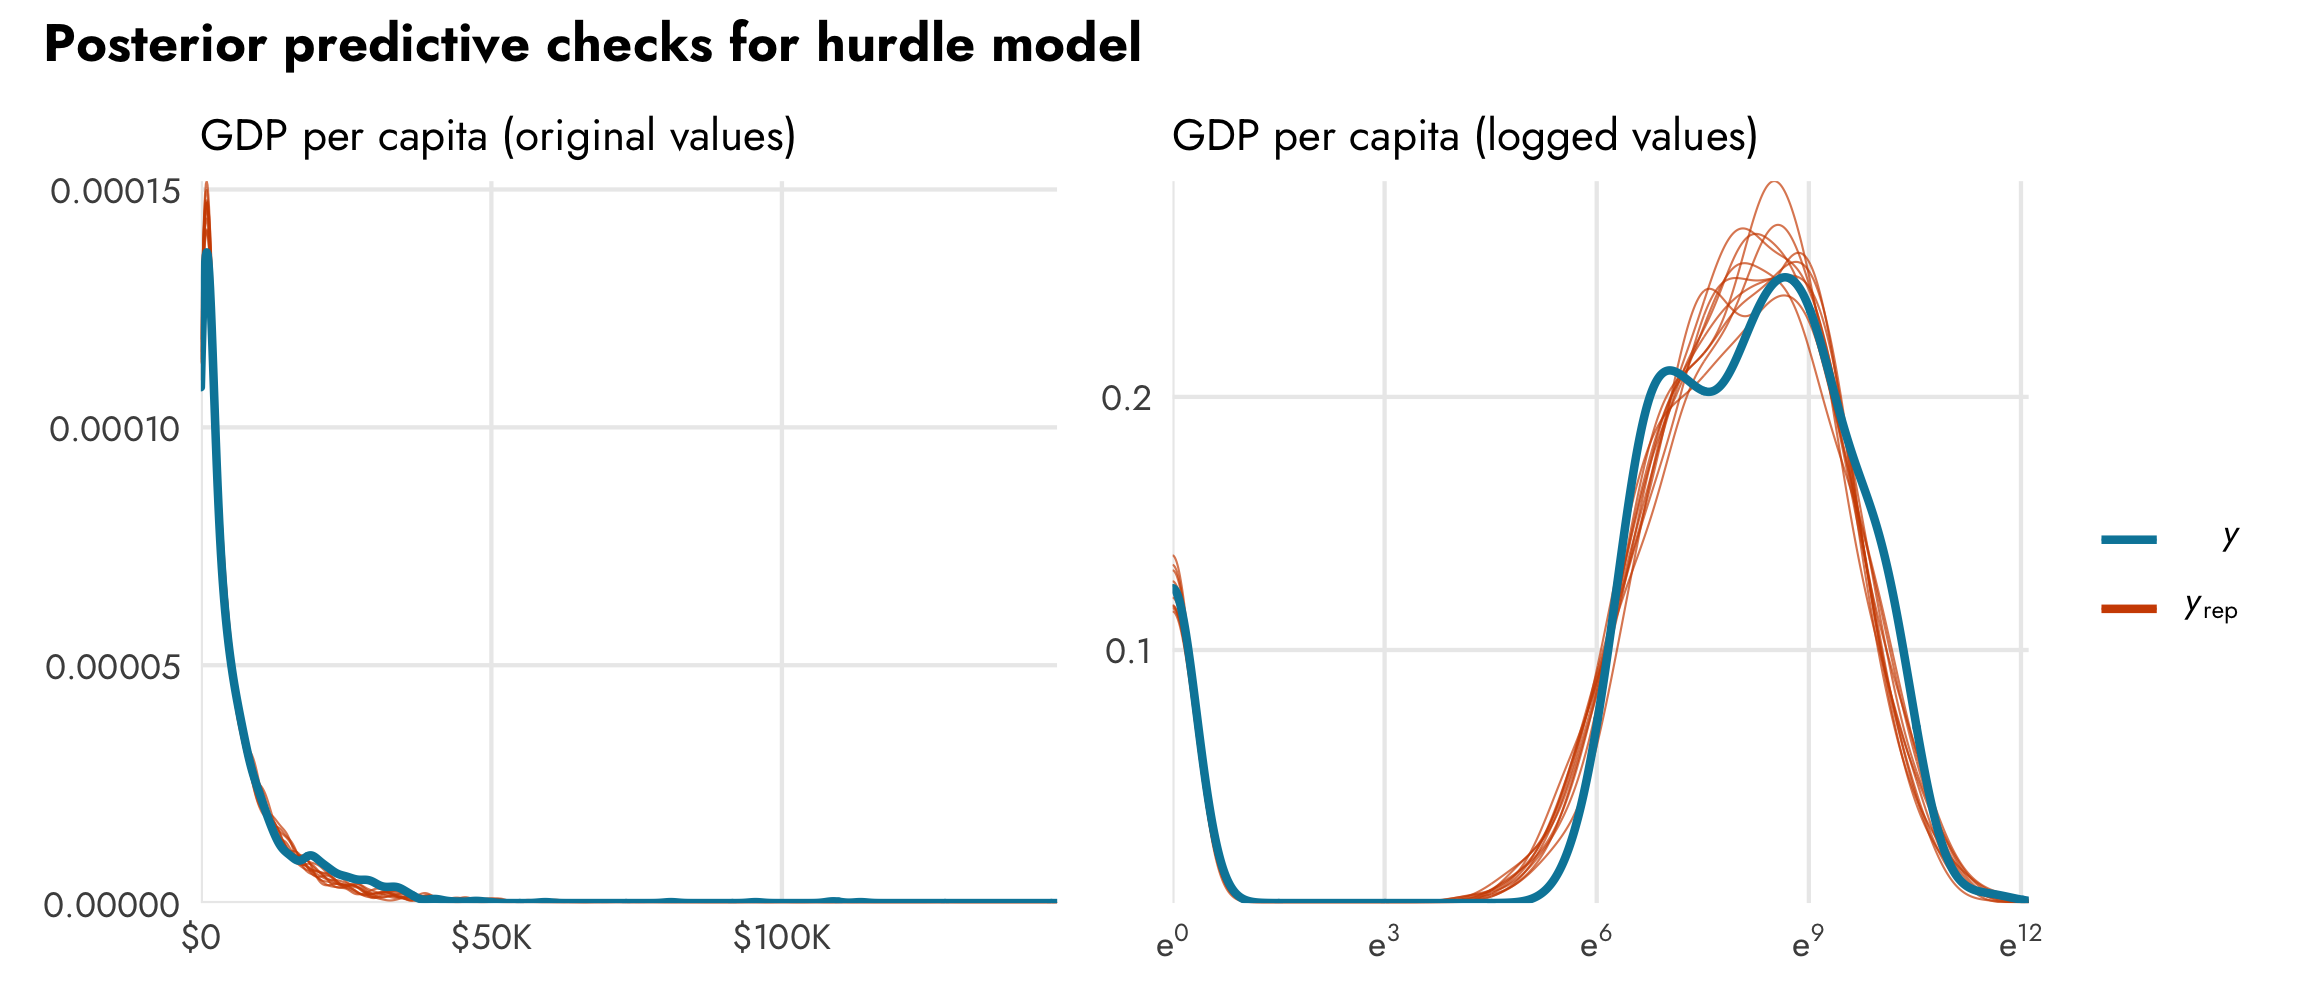 Posterior predictive checks for hurdle model
GDP per capita (original values)
0.00015
0.00010
0.00005
0.00000
$0 $50K $100K
GDP per capita (logged values)
0.2
0.1
e⁰ e³ e⁶ e⁹ e¹²
y
y_rep